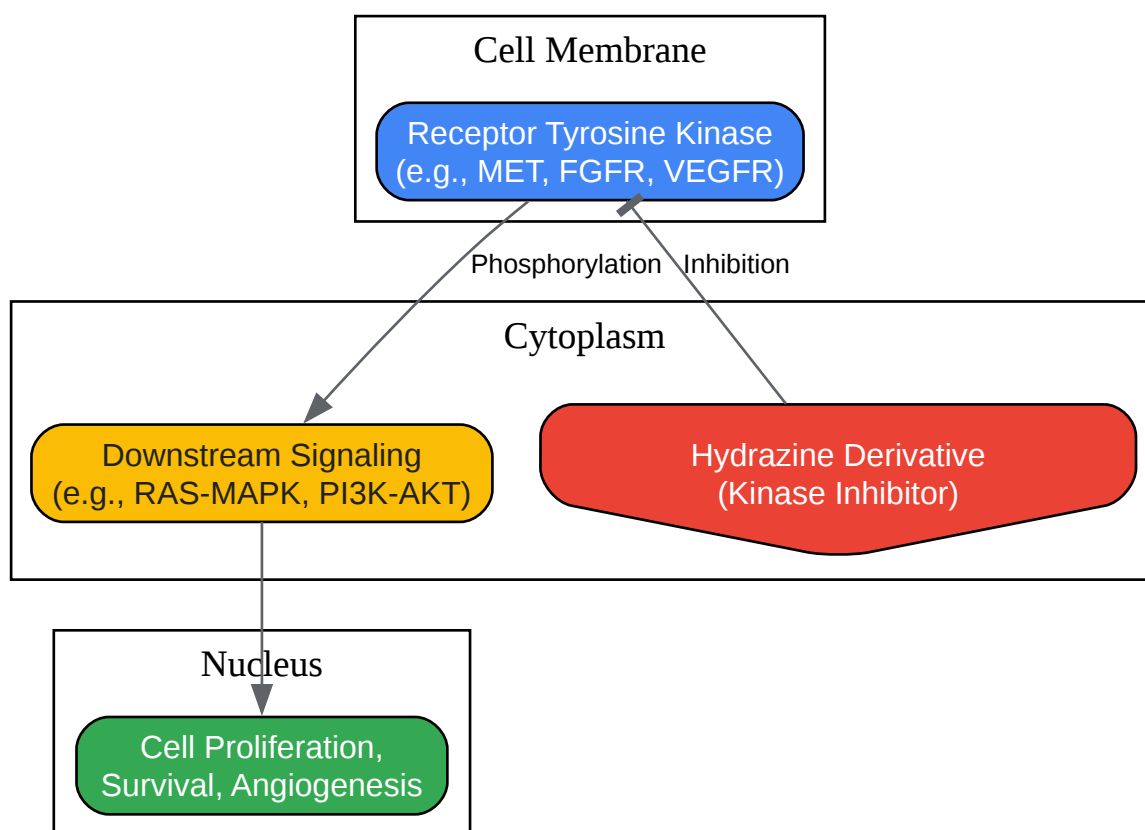 Cell Membrane
Receptor Tyrosine Kinase
(e.g., MET, FGFR, VEGFR)
Phosphorylation
Inhibition
Cytoplasm
Downstream Signaling
(e.g., RAS-MAPK, PI3K-AKT)
Hydrazine Derivative
(Kinase Inhibitor)
Nucleus
Cell Proliferation,
Survival, Angiogenesis